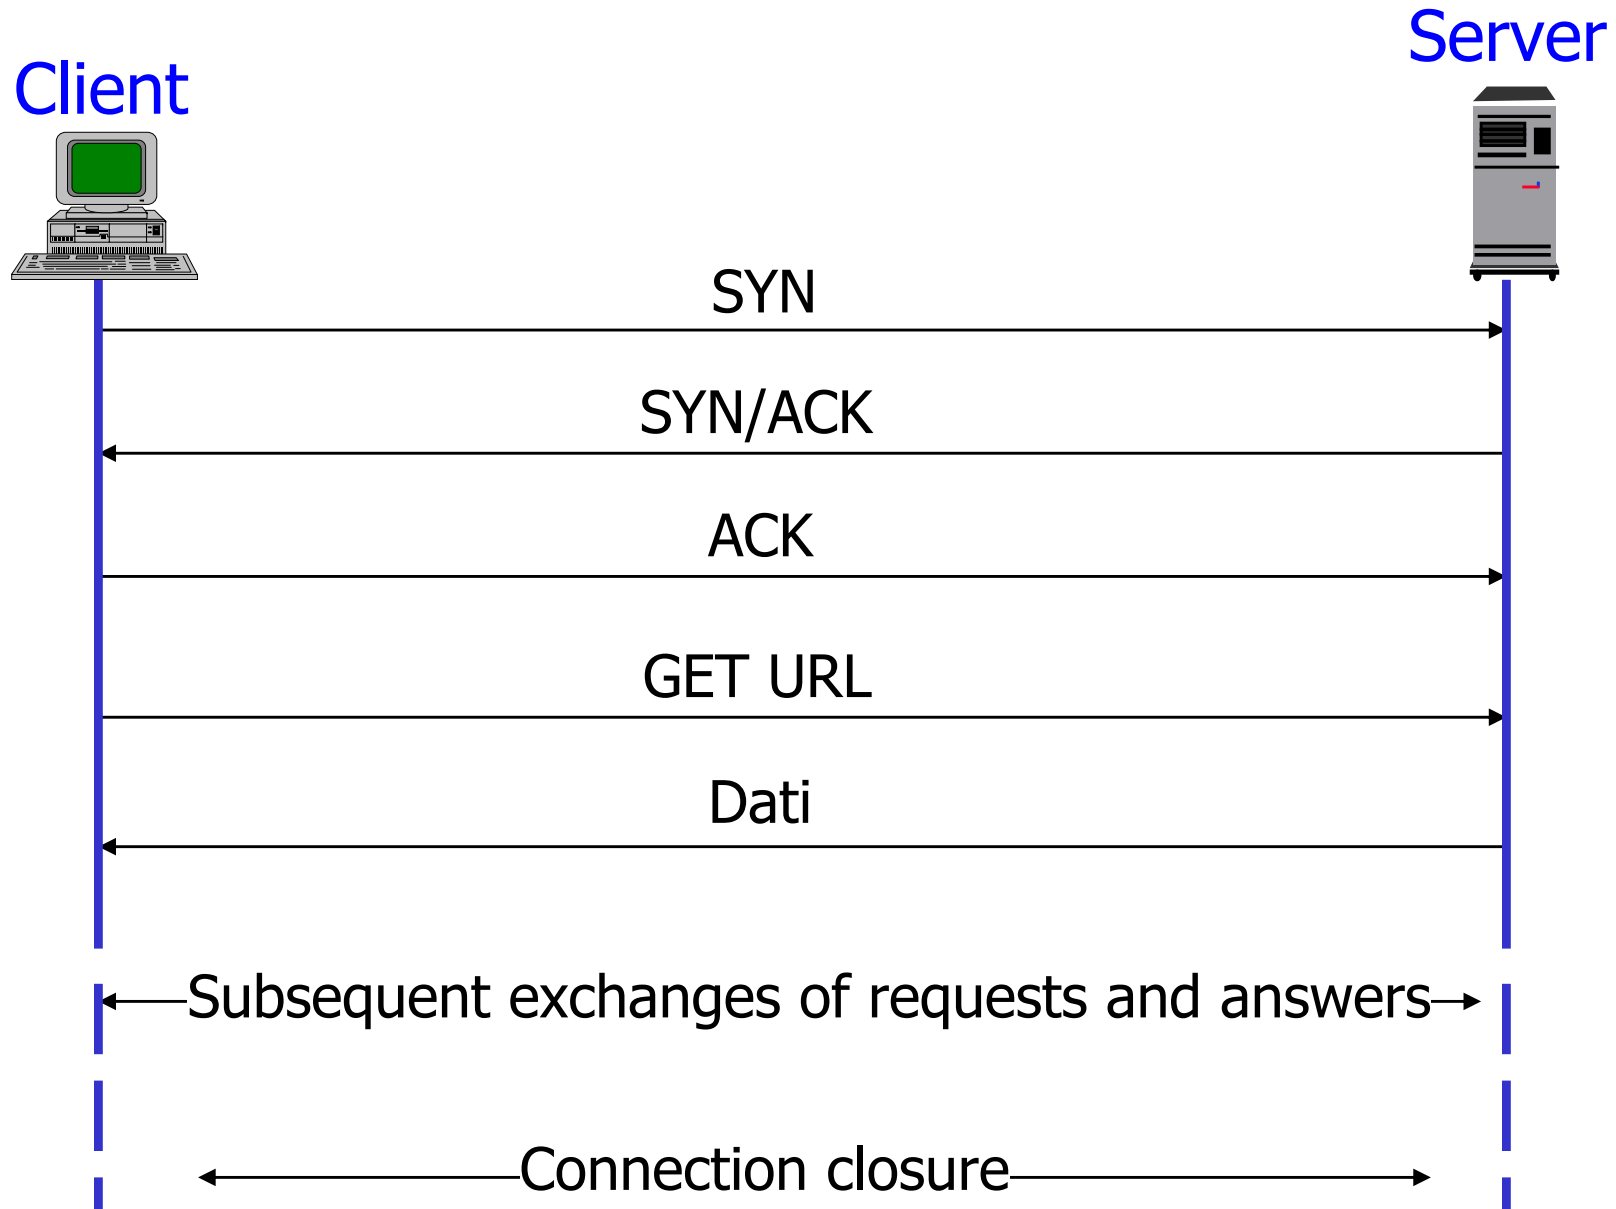 Server
Client
SYN
SYN/ACK
ACK
GET URL
Dati
Subsequent exchanges of requests and answers
Connection closure